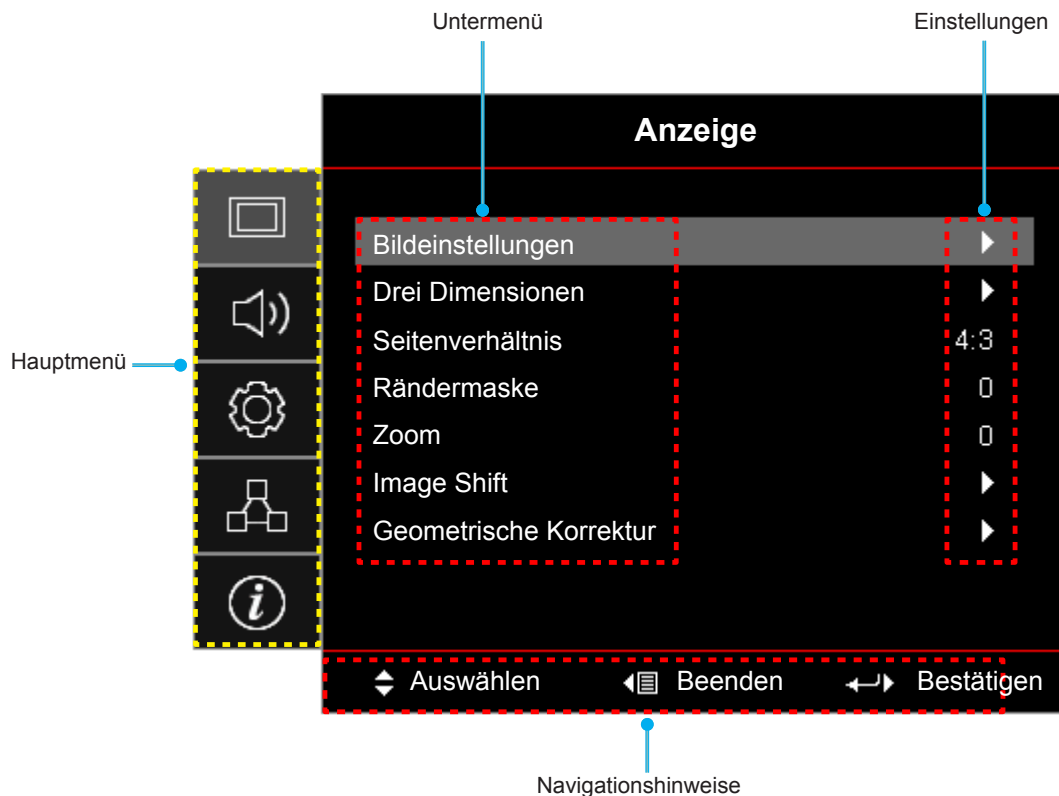 Untermenü
Einstellungen
Anzeige
Hauptmenü
Bildeinstellungen
Drei Dimensionen
Seitenverhältnis 4:3
Rändermaske 0
Zoom 0
Image Shift
Geometrische Korrektur
Auswählen Beenden Bestätigen
Navigationshinweise